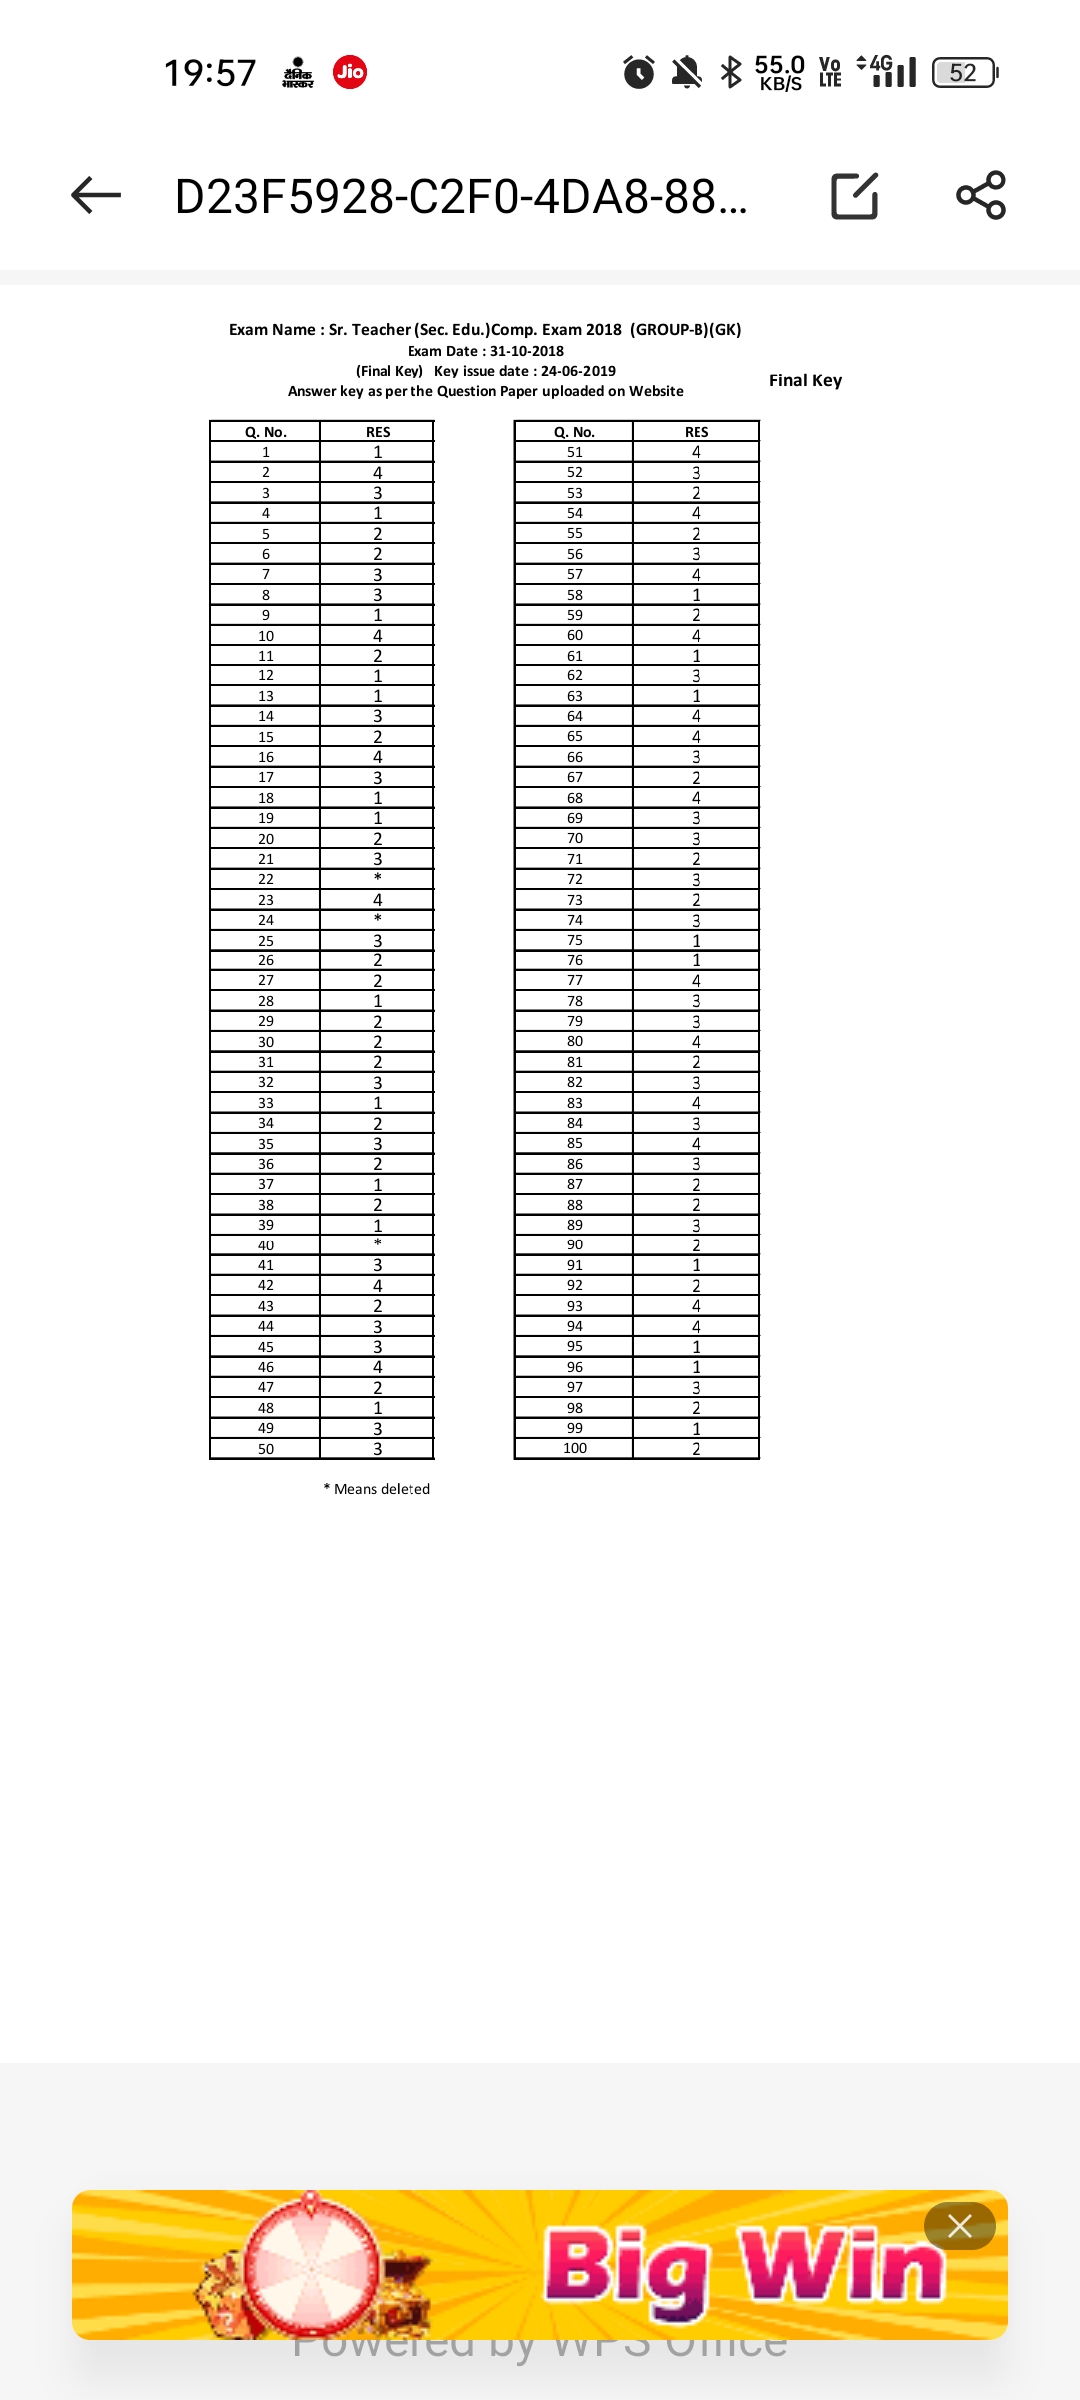 19:57 दैनिक भास्कर Jio 55.0 KB/S Vo LTE 4G 52
D23F5928-C2F0-4DA8-88...
Exam Name : Sr. Teacher (Sec. Edu.)Comp. Exam 2018 (GROUP-B)(GK)
Exam Date : 31-10-2018
(Final Key) Key issue date : 24-06-2019
Final Key
Answer key as per the Question Paper uploaded on Website
Q. No. RES Q. No. RES
1 1 51 4
2 4 52 3
3 3 53 2
4 1 54 4
5 2 55 2
6 2 56 3
7 3 57 4
8 3 58 1
9 1 59 2
10 4 60 4
11 2 61 1
12 1 62 3
13 1 63 1
14 3 64 4
15 2 65 4
16 4 66 3
17 3 67 2
18 1 68 4
19 1 69 3
20 2 70 3
21 3 71 2
22 * 72 3
23 4 73 2
24 * 74 3
25 3 75 1
26 2 76 1
27 2 77 4
28 1 78 3
29 2 79 3
30 2 80 4
31 2 81 2
32 3 82 3
33 1 83 4
34 2 84 3
35 3 85 4
36 2 86 3
37 1 87 2
38 2 88 2
39 1 89 3
40 * 90 2
41 3 91 1
42 4 92 2
43 2 93 4
44 3 94 4
45 3 95 1
46 4 96 1
47 2 97 3
48 1 98 2
49 3 99 1
50 3 100 2
* Means deleted
Big Win
Powered by WPS Office